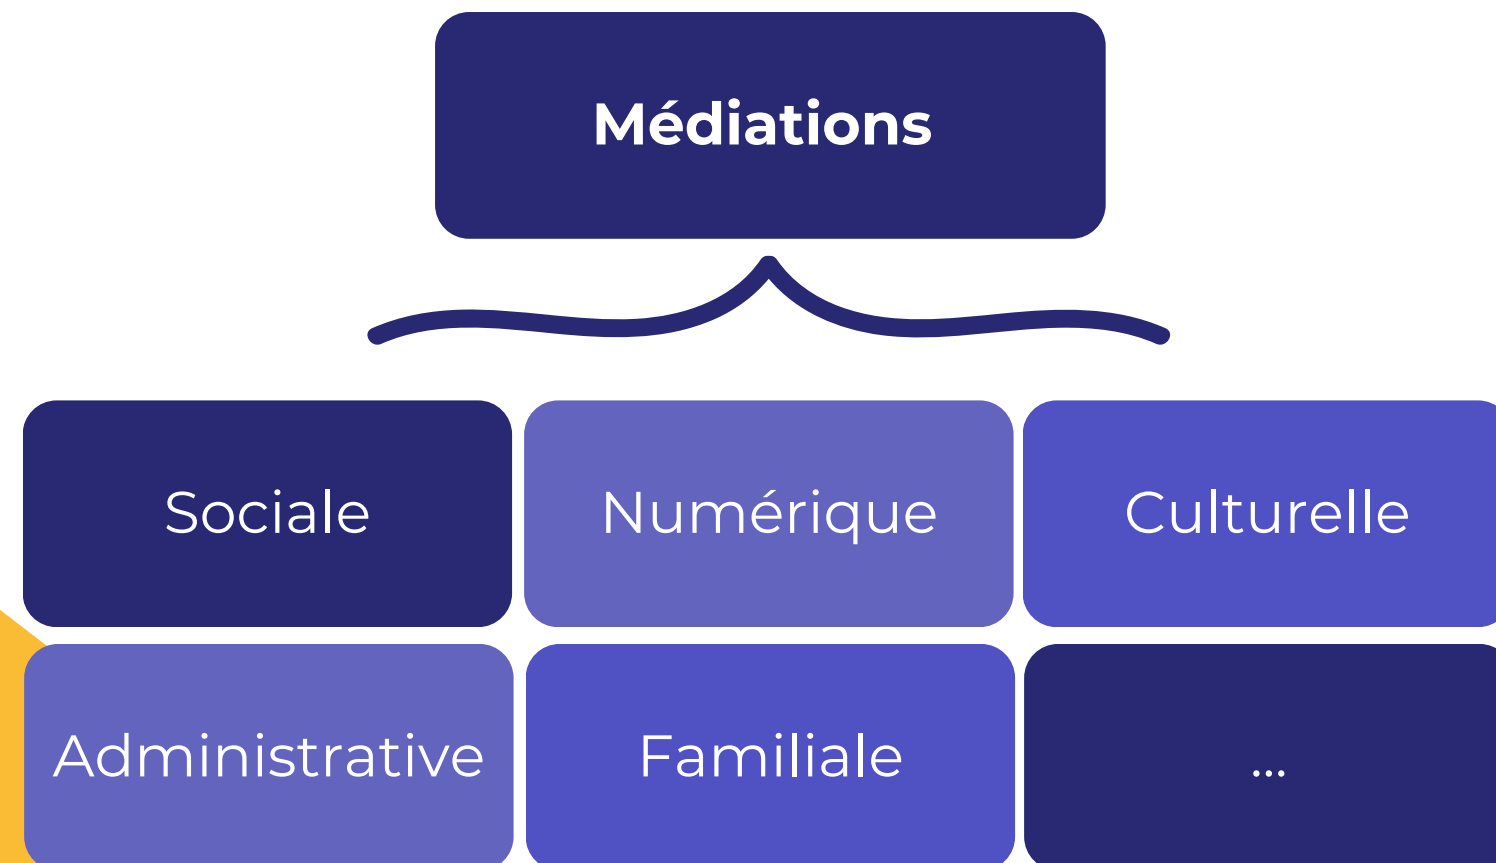 Médiations
Sociale
Numérique
Culturelle
Administrative
Familiale
...